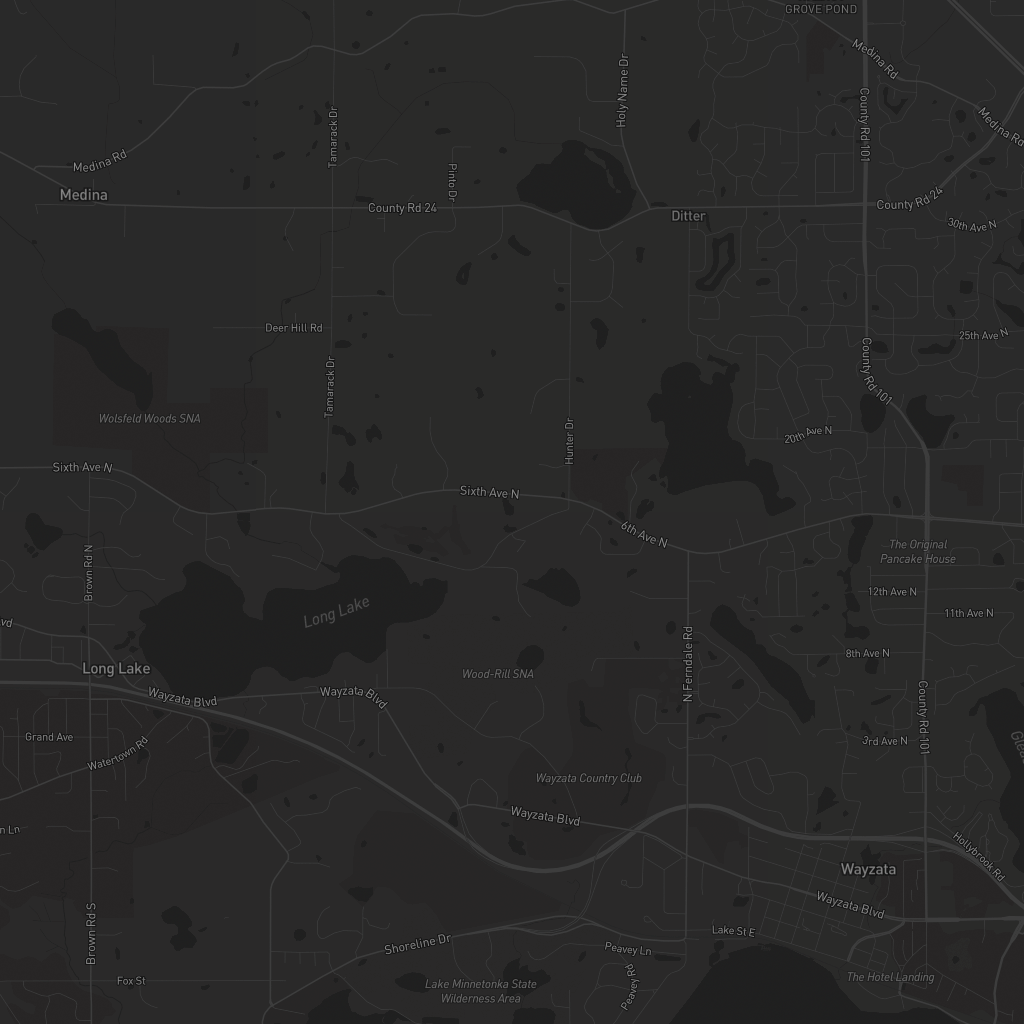 GROVE POND
Medina Rd
Medina Rd
Holy Name Dr
County Rd 101
Tamarack Dr
Medina Rd
Pinto Dr
Medina
County Rd 24
County Rd 24
Ditter
30th Ave N
Deer Hill Rd
25th Ave N
Tamarack Dr
County Rd 101
Wolsfeld Woods SNA
Hunter Dr
20th Ave N
Sixth Ave N
Sixth Ave N
6th Ave N
The Original
Pancake House
Brown Rd N
12th Ave N
Long Lake
11th Ave N
vd
8th Ave N
N Ferndale Rd
Long Lake
Wood-Rill SNA
Wayzata Blvd
Wayzata Blvd
County Rd 101
Grand Ave
Watertown Rd
3rd Ave N
Glea
Wayzata Country Club
Wayzata Blvd
n Ln
Hollybrook Rd
Wayzata
Wayzata Blvd
Brown Rd S
Lake St E
Shoreline Dr
Peavey Ln
Fox St
Lake Minnetonka State
Wilderness Area
Peavey Rd
The Hotel Landing